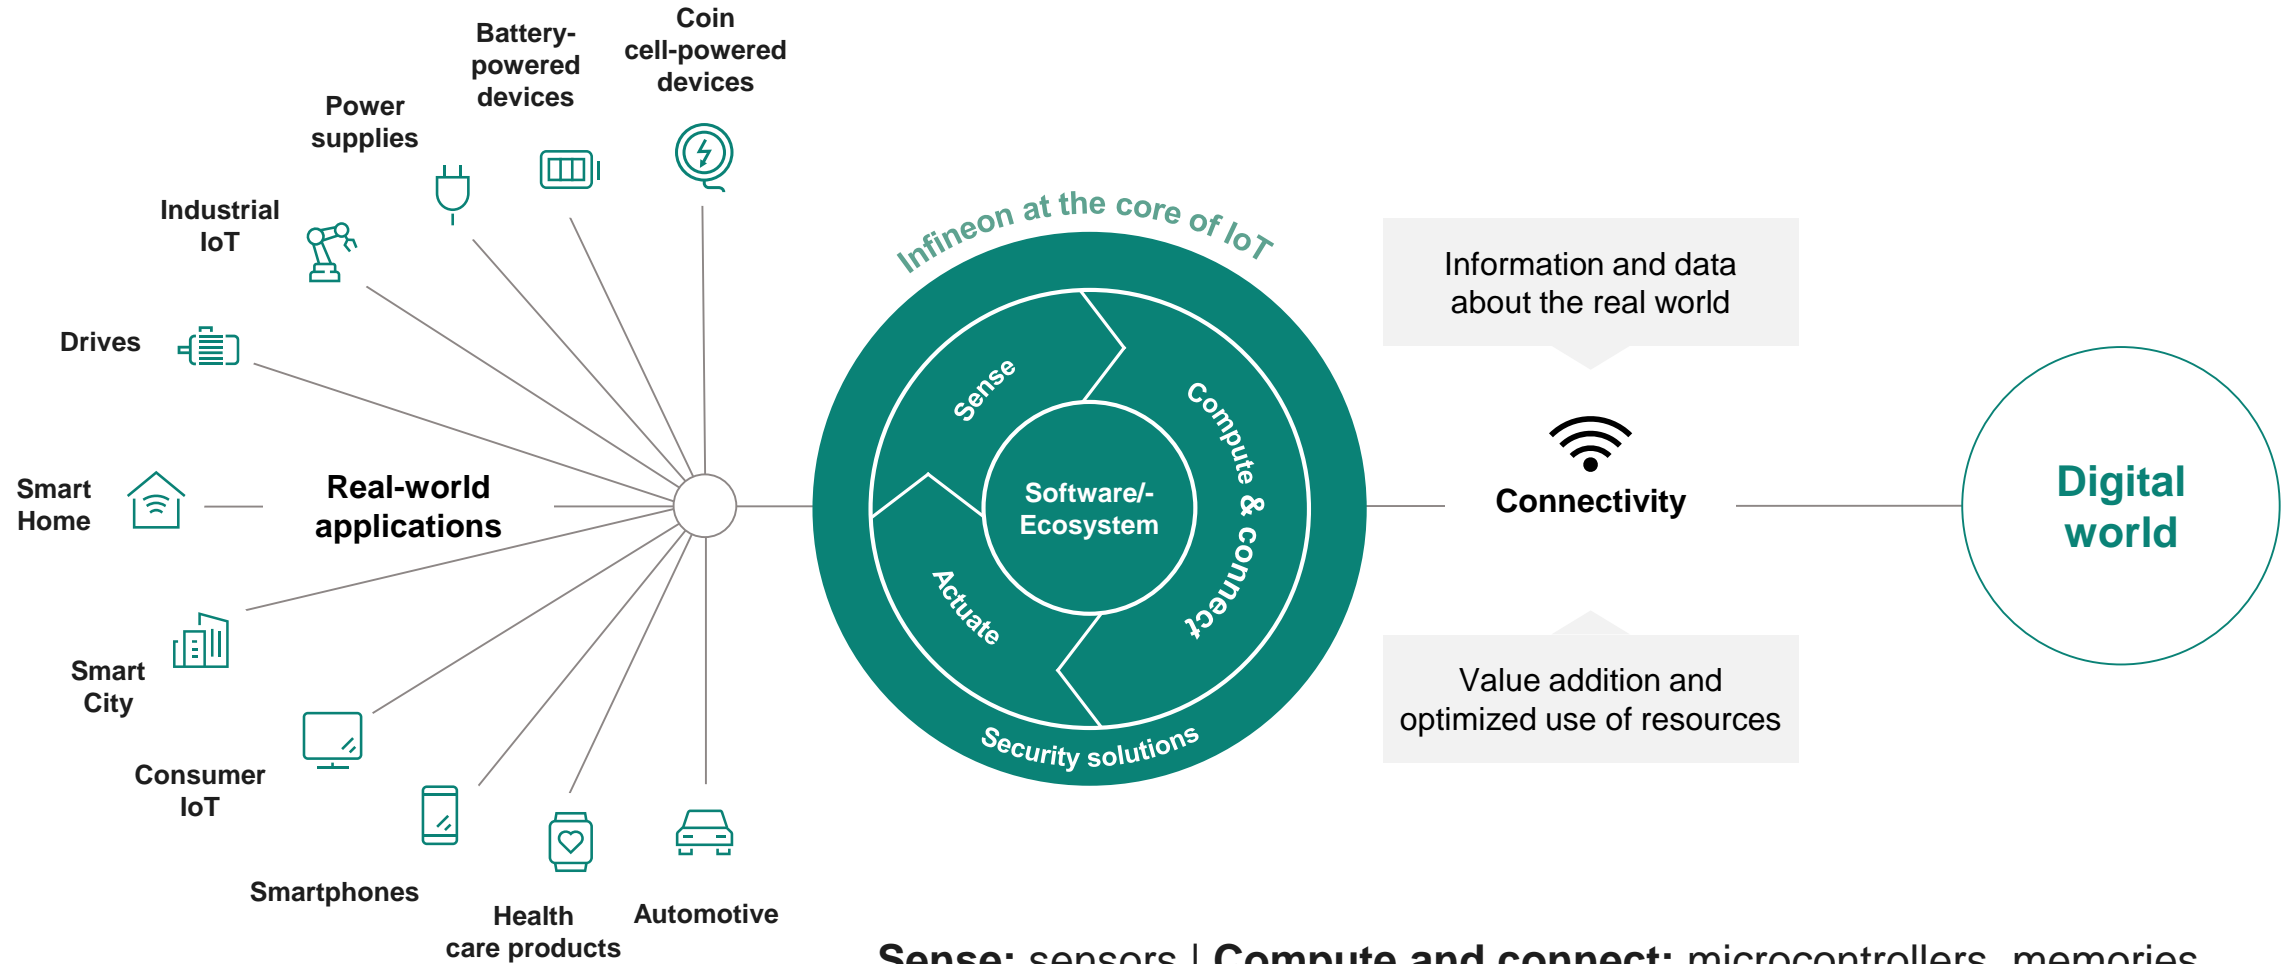 Coin
cell-powered
devices
Battery-
powered
devices
Power
supplies
Industrial
IoT
Drives
Smart
Home
Real-world
applications
Smart
City
Consumer
IoT
Smartphones
Health
care products
Automotive
Infineon at the core of IoT
Sense
Compute & connect
Actuate
Software/-
Ecosystem
Security solutions
Information and data
about the real world
Connectivity
Value addition and
optimized use of resources
Digital
world
Sense: sensors | Compute and connect: microcontrollers, memories